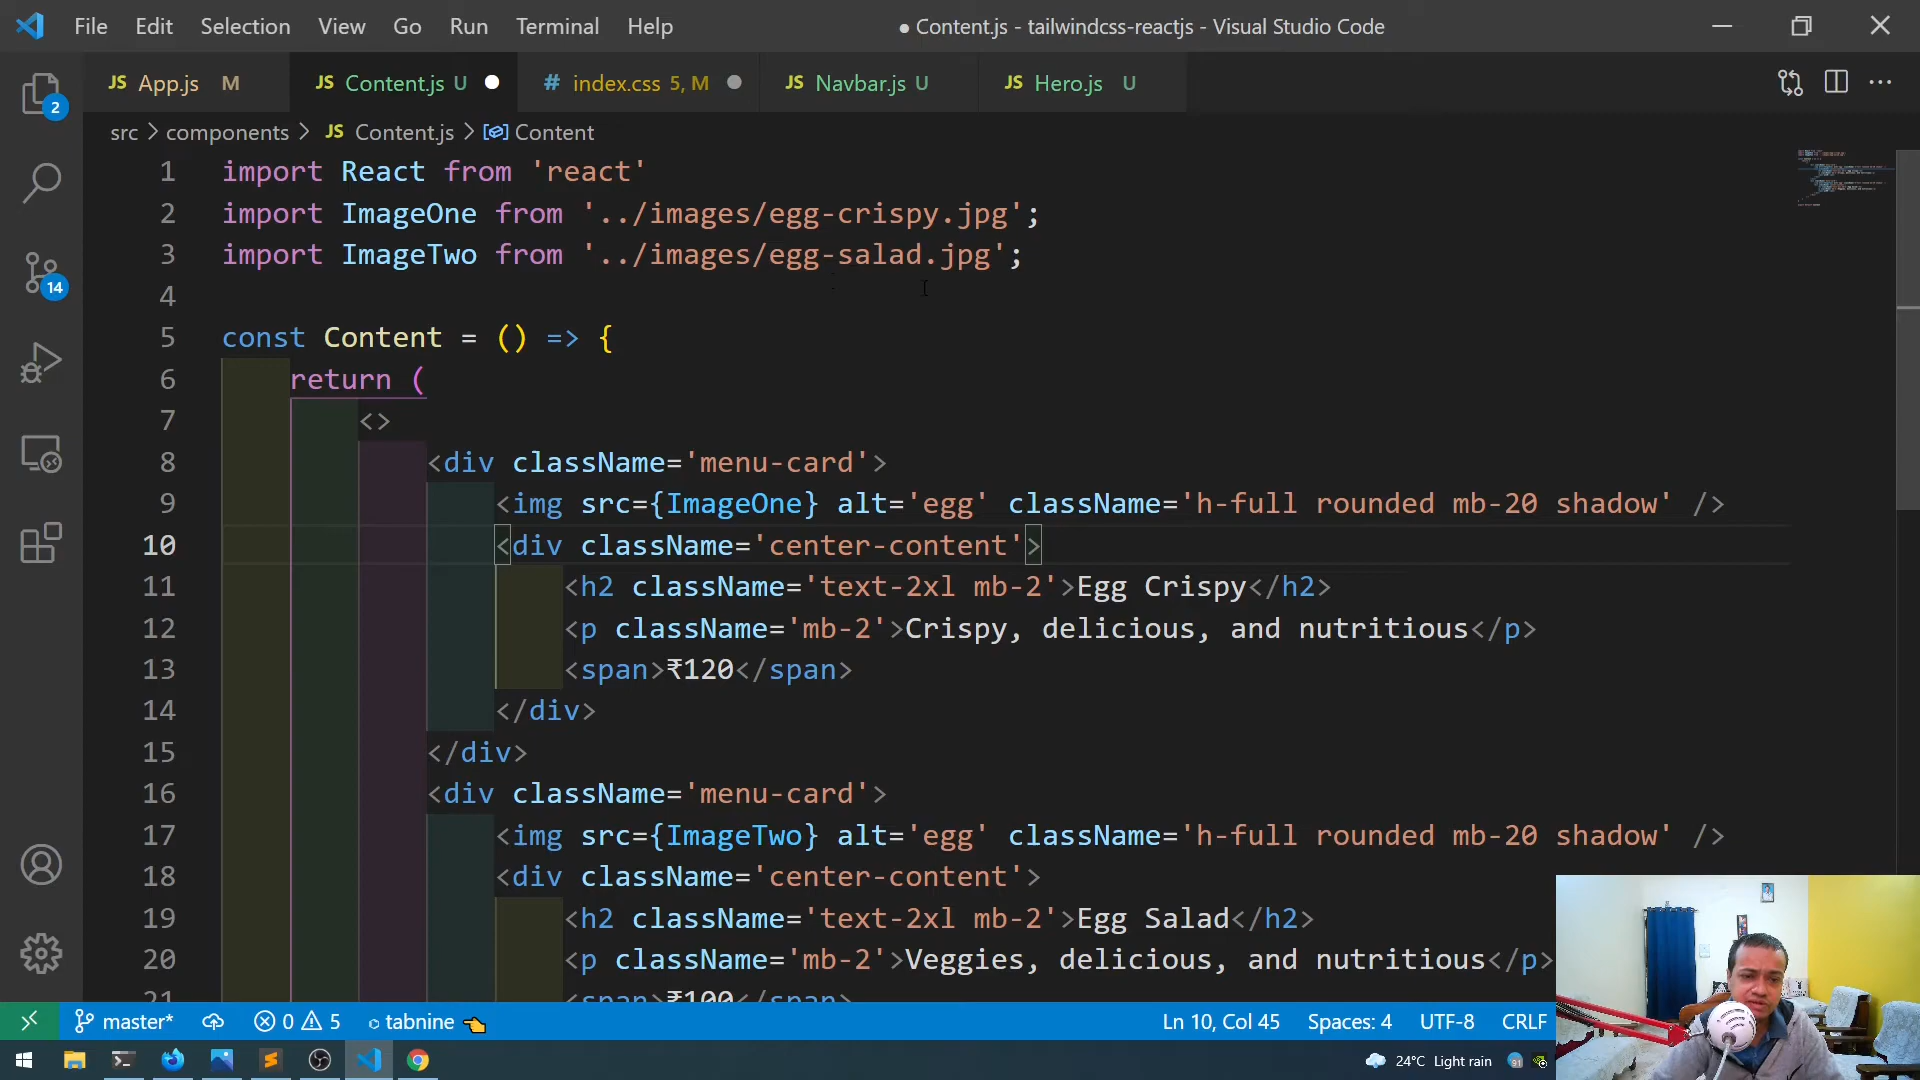 File Edit Selection View Go Run Terminal Help ● Content.js - tailwindcss-reactjs - Visual Studio Code
JS App.js M JS Content.js U # index.css 5, M JS Navbar.js U JS Hero.js U
src > components > JS Content.js > Content
1 import React from 'react'
2 import ImageOne from '../images/egg-crispy.jpg';
3 import ImageTwo from '../images/egg-salad.jpg';
4
5 const Content = () => {
6 return (
7 <>
8 <div className='menu-card'>
9 <img src={ImageOne} alt='egg' className='h-full rounded mb-20 shadow' />
10 <div className='center-content'>
11 <h2 className='text-2xl mb-2'>Egg Crispy</h2>
12 <p className='mb-2'>Crispy, delicious, and nutritious</p>
13 <span>₹120</span>
14 </div>
15 </div>
16 <div className='menu-card'>
17 <img src={ImageTwo} alt='egg' className='h-full rounded mb-20 shadow' />
18 <div className='center-content'>
19 <h2 className='text-2xl mb-2'>Egg Salad</h2>
20 <p className='mb-2'>Veggies, delicious, and nutritious</p>
21 <span>₹100</span>
2
14
master* 0 5 tabnine Ln 10, Col 45 Spaces: 4 UTF-8 CRLF
24°C Light rain 91